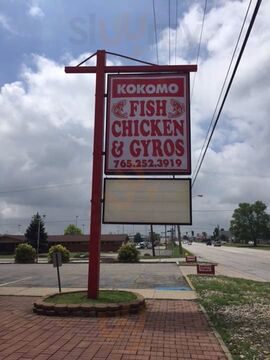 KOKOMO
FISH
CHICKEN
& GYROS
765.252.3919